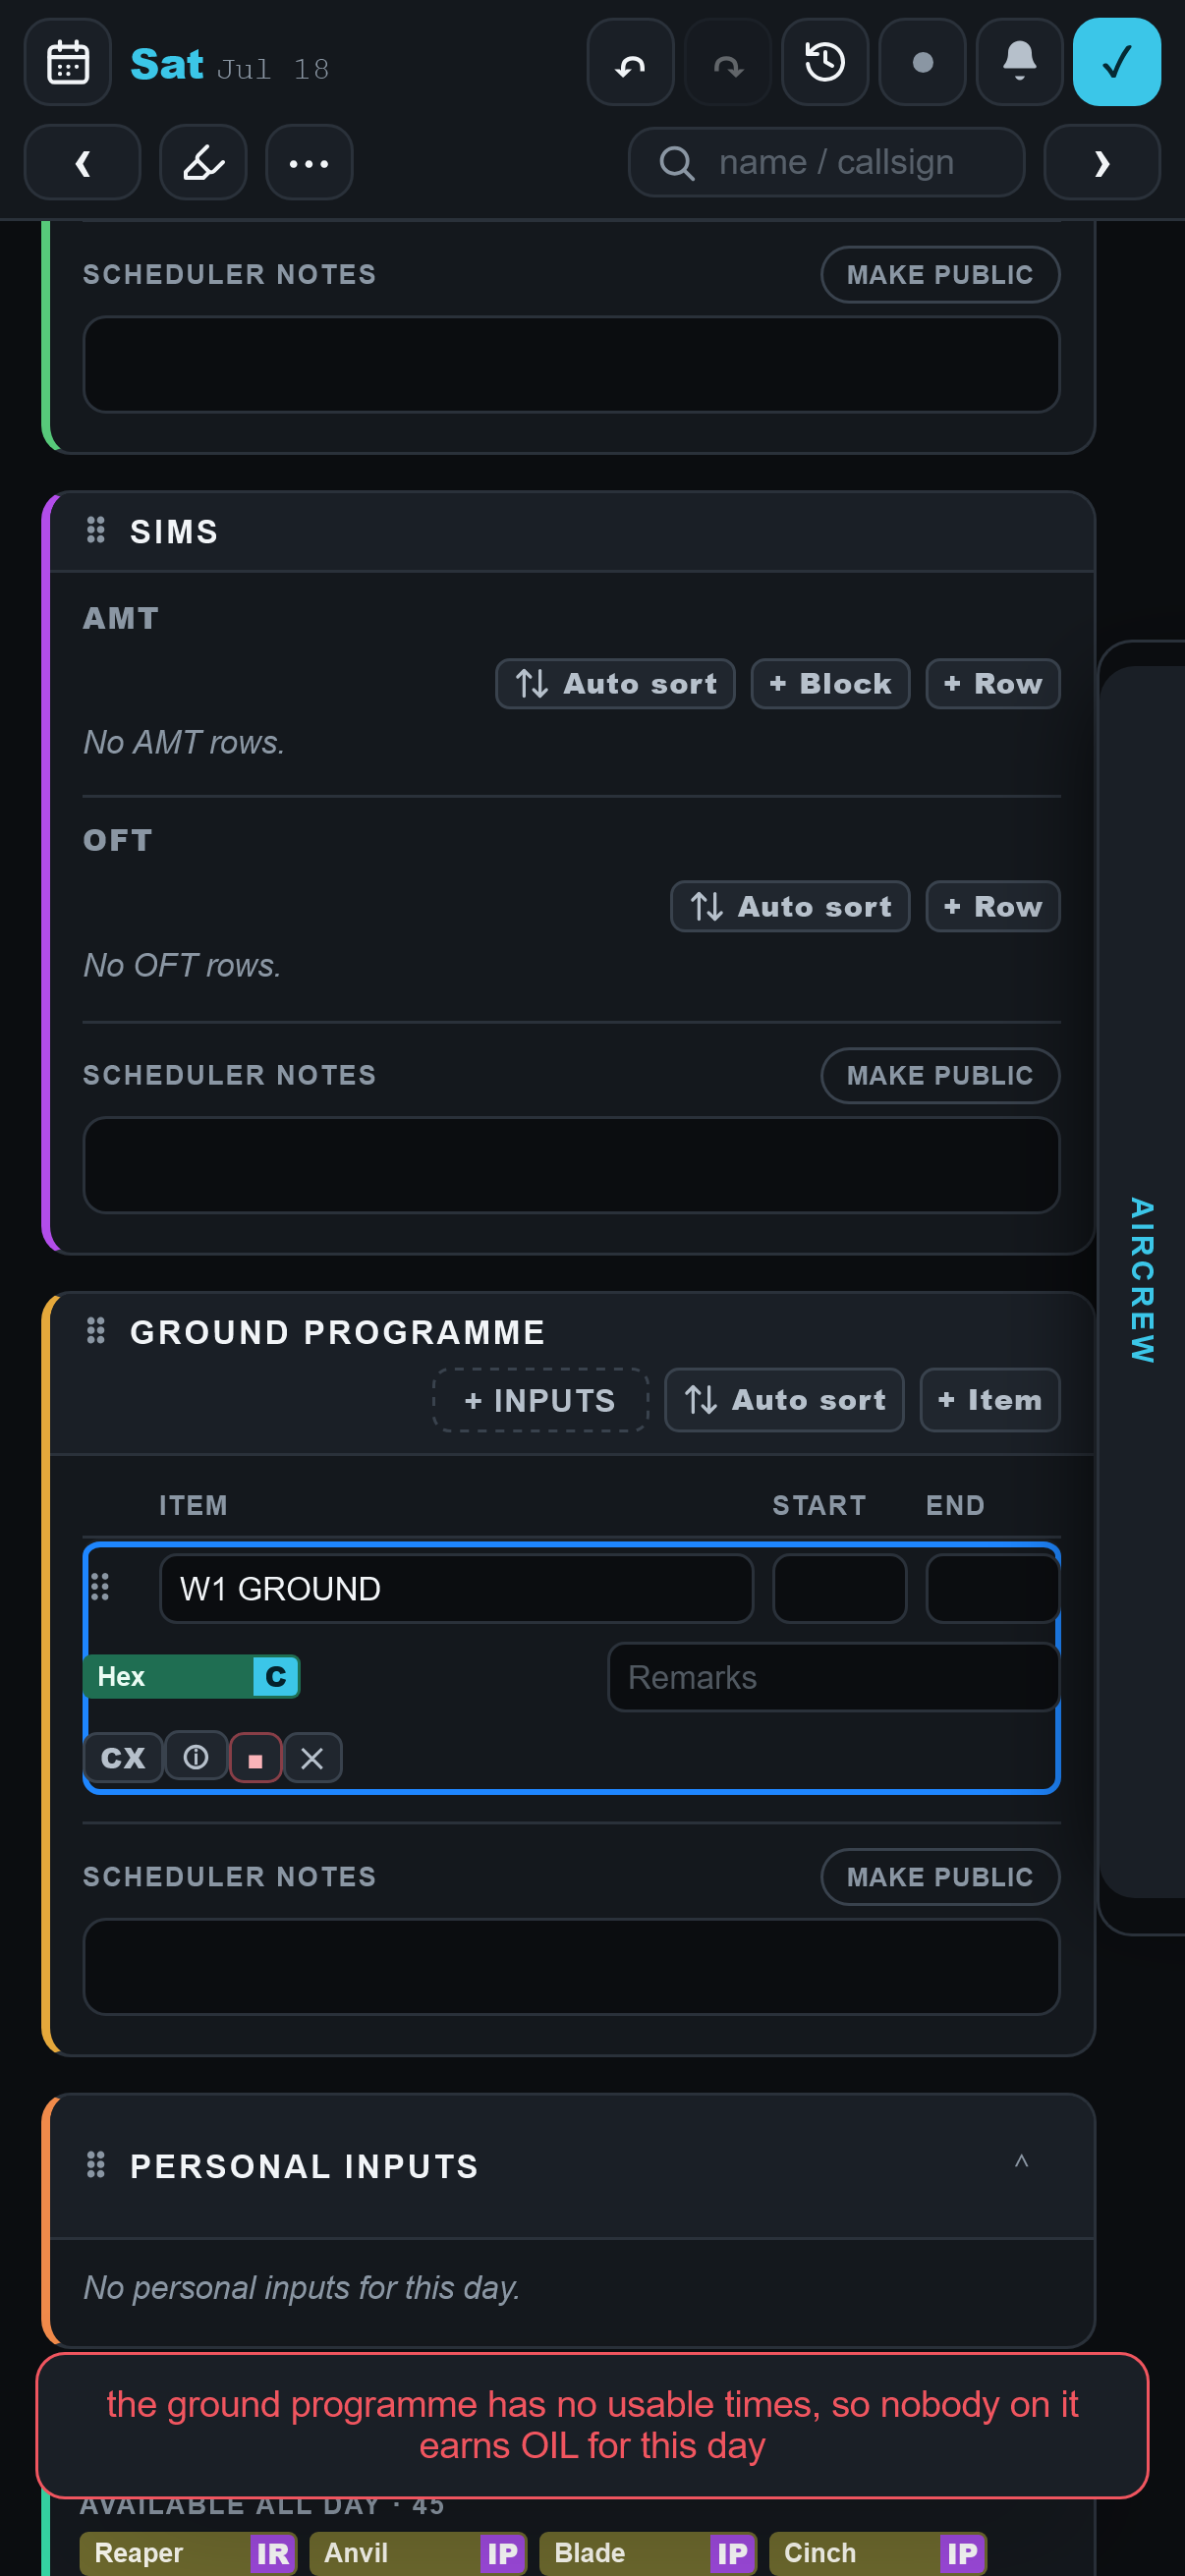 Sat Jul 18
name / callsign
SCHEDULER NOTES
MAKE PUBLIC
SIMS
AMT
Auto sort
+ Block
+ Row
No AMT rows.
OFT
Auto sort
+ Row
No OFT rows.
SCHEDULER NOTES
MAKE PUBLIC
AIRCREW
GROUND PROGRAMME
+ INPUTS
Auto sort
+ Item
ITEM
START
END
W1 GROUND
Hex C
Remarks
CX
SCHEDULER NOTES
MAKE PUBLIC
PERSONAL INPUTS
No personal inputs for this day.
the ground programme has no usable times, so nobody on it
earns OIL for this day
AVAILABLE ALL DAY · 45
Reaper IR
Anvil IP
Blade IP
Cinch IP